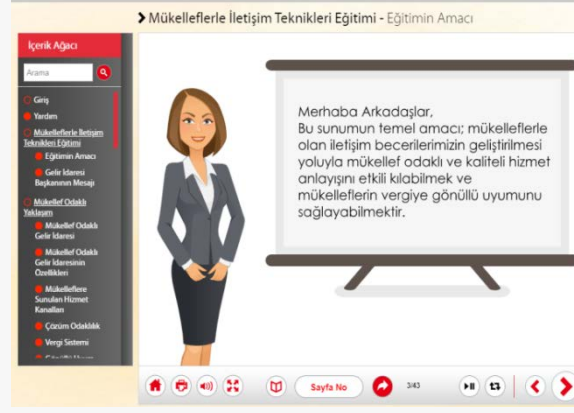 Mükelleflerle İletişim Teknikleri Eğitimi - Eğitimin Amacı
İçerik Ağacı
Arama
Giriş
Yardım
Mükelleflerle İletişim
Teknikleri Eğitimi
Eğitimin Amacı
Gelir İdaresi
Başkanının Mesajı
Mükellef Odaklı
Yaklaşım
Mükellef Odaklı
Gelir İdaresi
Mükellef Odaklı
Gelir İdaresinin
Özellikleri
Mükelleflere
Sunulan Hizmet
Kanalları
Çözüm Odaklılık
Vergi Sistemi
Merhaba Arkadaşlar,
Bu sunumun temel amacı; mükelleflerle
olan iletişim becerilerimizin geliştirilmesi
yoluyla mükellef odaklı ve kaliteli hizmet
anlayışını etkili kılabilmek ve
mükelleflerin vergiye gönüllü uyumunu
sağlayabilmektir.
Sayfa No
3/43